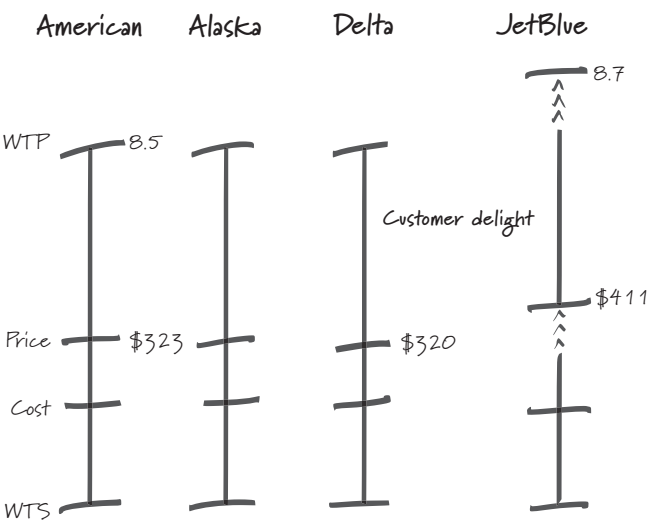 American Alaska Delta JetBlue
8.7
WTP 8.5
Customer delight
$411
Price $323 $320
Cost
WTS